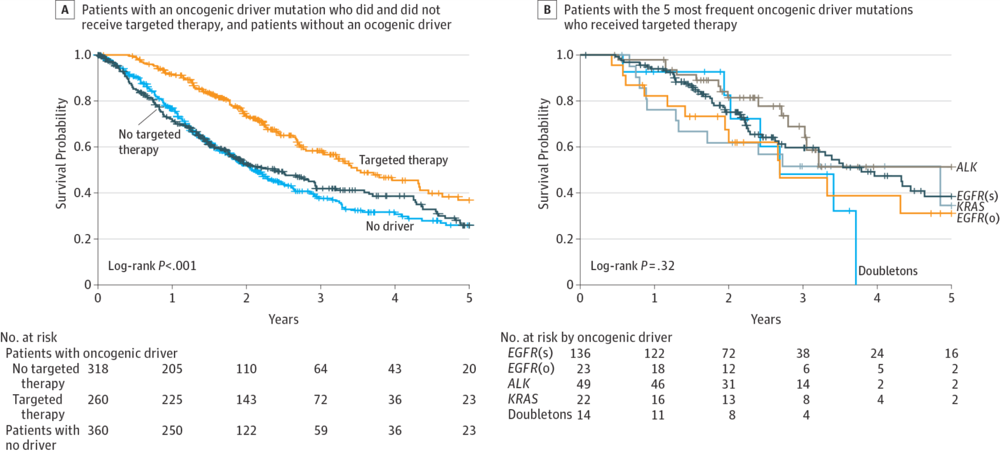 A Patients with an oncogenic driver mutation who did and did not
receive targeted therapy, and patients without an ocogenic driver
1.0
0.8
0.6
0.4
0.2
0
Survival Probability
No targeted
therapy
Targeted therapy
No driver
Log-rank P<.001
0 1 2 3 4 5
Years
No. at risk
Patients with oncogenic driver
No targeted 318 205 110 64 43 20
therapy
Targeted 260 225 143 72 36 23
therapy
Patients with 360 250 122 59 36 23
no driver
B Patients with the 5 most frequent oncogenic driver mutations
who received targeted therapy
1.0
0.8
0.6
0.4
0.2
0
Survival Probability
ALK
EGFR(s)
KRAS
EGFR(o)
Doubletons
Log-rank P=.32
0 1 2 3 4 5
Years
No. at risk by oncogenic driver
EGFR(s) 136 122 72 38 24 16
EGFR(o) 23 18 12 6 5 2
ALK 49 46 31 14 2 2
KRAS 22 16 13 8 4 2
Doubletons 14 11 8 4